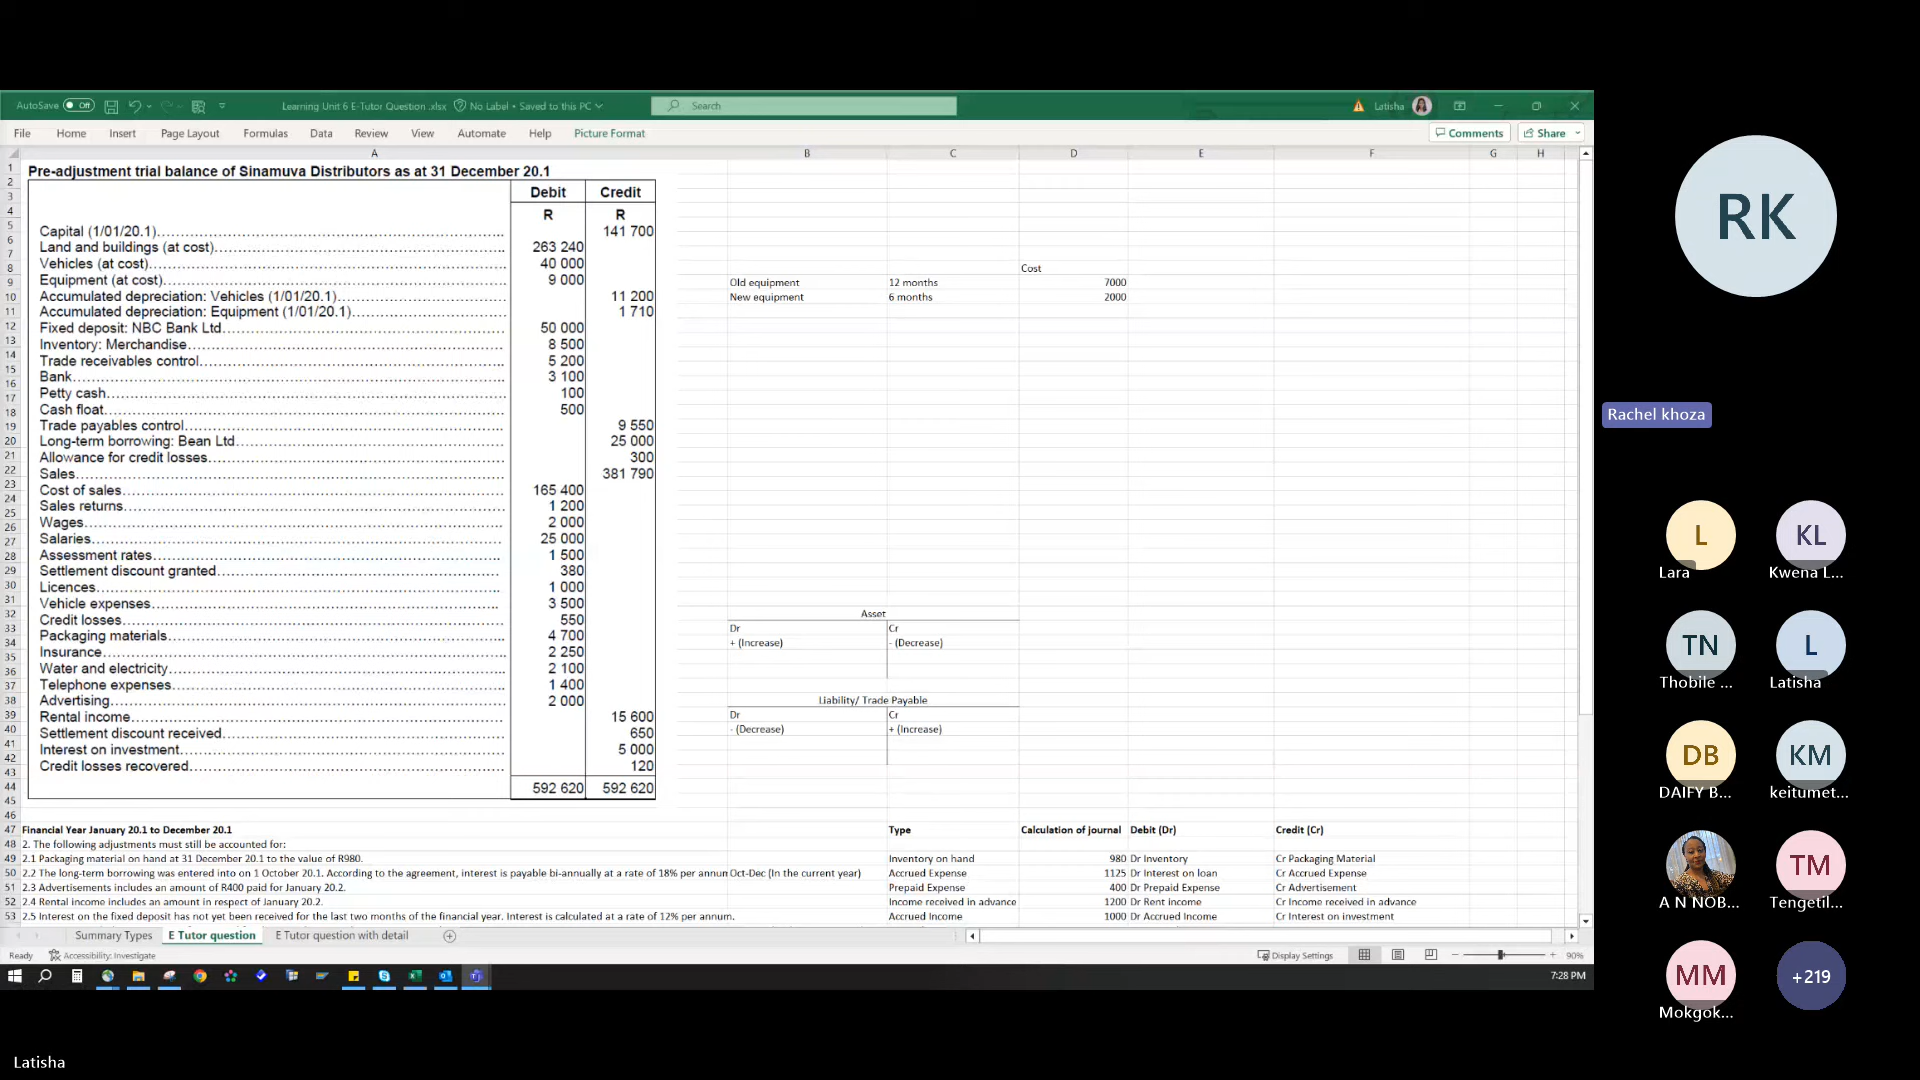 AutoSave Off
Learning Unit 6 E-Tutor Question .xlsx No Label • Saved to this PC
Search
Latisha
File Home Insert Page Layout Formulas Data Review View Automate Help Picture Format
Comments Share
A B C D E F G H
Pre-adjustment trial balance of Sinamuva Distributors as at 31 December 20.1
Debit Credit
R R
Capital (1/01/20.1) 141 700
Land and buildings (at cost) 263 240
Vehicles (at cost) 40 000
Equipment (at cost) 9 000
Accumulated depreciation: Vehicles (1/01/20.1) 11 200
Accumulated depreciation: Equipment (1/01/20.1) 1 710
Fixed deposit: NBC Bank Ltd 50 000
Inventory: Merchandise 8 500
Trade receivables control 5 200
Bank 3 100
Petty cash 100
Cash float 500
Trade payables control 9 550
Long-term borrowing: Bean Ltd 25 000
Allowance for credit losses 300
Sales 381 790
Cost of sales 165 400
Sales returns 1 200
Wages 2 000
Salaries 25 000
Assessment rates 1 500
Settlement discount granted 380
Licences 1 000
Vehicle expenses 3 500
Credit losses 550
Packaging materials 4 700
Insurance 2 250
Water and electricity 2 100
Telephone expenses 1 400
Advertising 2 000
Rental income 15 600
Settlement discount received 650
Interest on investment 5 000
Credit losses recovered 120
592 620 592 620
Cost
Old equipment 12 months 7000
New equipment 6 months 2000
Asset
Dr Cr
+ (Increase) - (Decrease)
Liability/ Trade Payable
Dr Cr
- (Decrease) + (Increase)
Financial Year January 20.1 to December 20.1 Type Calculation of journal Debit (Dr) Credit (Cr)
2. The following adjustments must still be accounted for:
2.1 Packaging material on hand at 31 December 20.1 to the value of R980. Inventory on hand 980 Dr Inventory Cr Packaging Material
2.2 The long-term borrowing was entered into on 1 October 20.1. According to the agreement, interest is payable bi-annually at a rate of 18% per annum Oct-Dec (In the current year) Accrued Expense 1125 Dr Interest on loan Cr Accrued Expense
2.3 Advertisements includes an amount of R400 paid for January 20.2. Prepaid Expense 400 Dr Prepaid Expense Cr Advertisement
2.4 Rental income includes an amount in respect of January 20.2. Income received in advance 1200 Dr Rent income Cr Income received in advance
2.5 Interest on the fixed deposit has not yet been received for the last two months of the financial year. Interest is calculated at a rate of 12% per annum. Accrued Income 1000 Dr Accrued Income Cr Interest on investment
Summary Types E Tutor question E Tutor question with detail
Ready Accessibility: Investigate Display Settings 90%
7:28 PM
Latisha
RK
Rachel khoza
L KL
Lara Kwena L...
TN L
Thobile ... Latisha
DB KM
DAIFY B... keitumet...
TM
A N NOB... Tengetil...
MM +219
Mokgok...